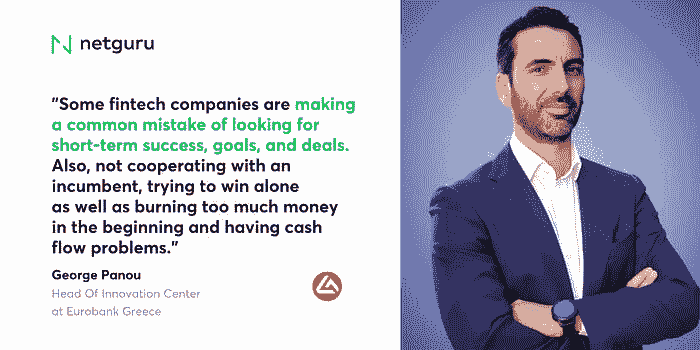 netguru
"Some fintech companies are making
a common mistake of looking for
short-term success, goals, and deals.
Also, not cooperating with an
incumbent, trying to win alone
as well as burning too much money
in the beginning and having cash
flow problems."
George Panou
Head Of Innovation Center
at Eurobank Greece